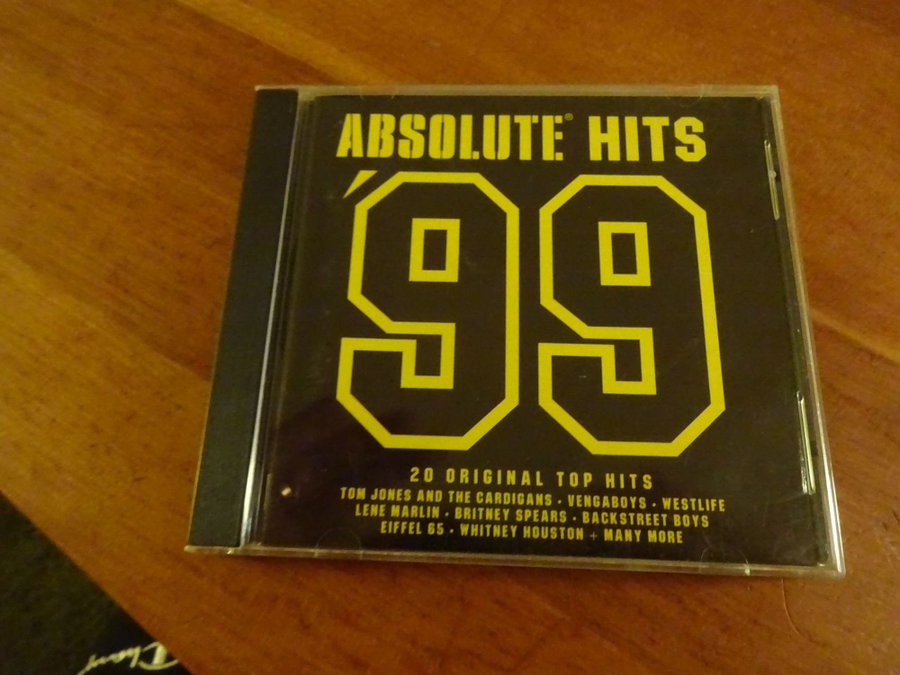 ABSOLUTE® HITS
'99
20 ORIGINAL TOP HITS
TOM JONES AND THE CARDIGANS · VENGABOYS · WESTLIFE
LENE MARLIN · BRITNEY SPEARS · BACKSTREET BOYS
EIFFEL 65 · WHITNEY HOUSTON + MANY MORE